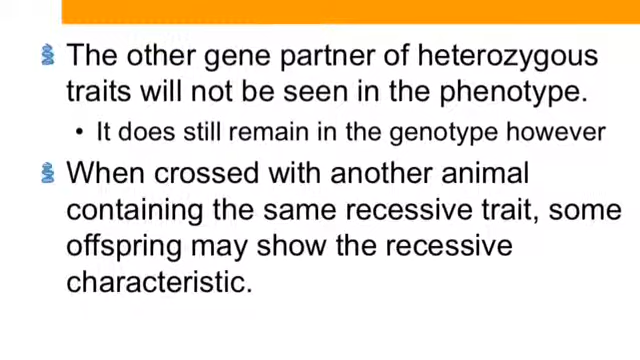 The other gene partner of heterozygous
traits will not be seen in the phenotype.
• It does still remain in the genotype however
When crossed with another animal
containing the same recessive trait, some
offspring may show the recessive
characteristic.